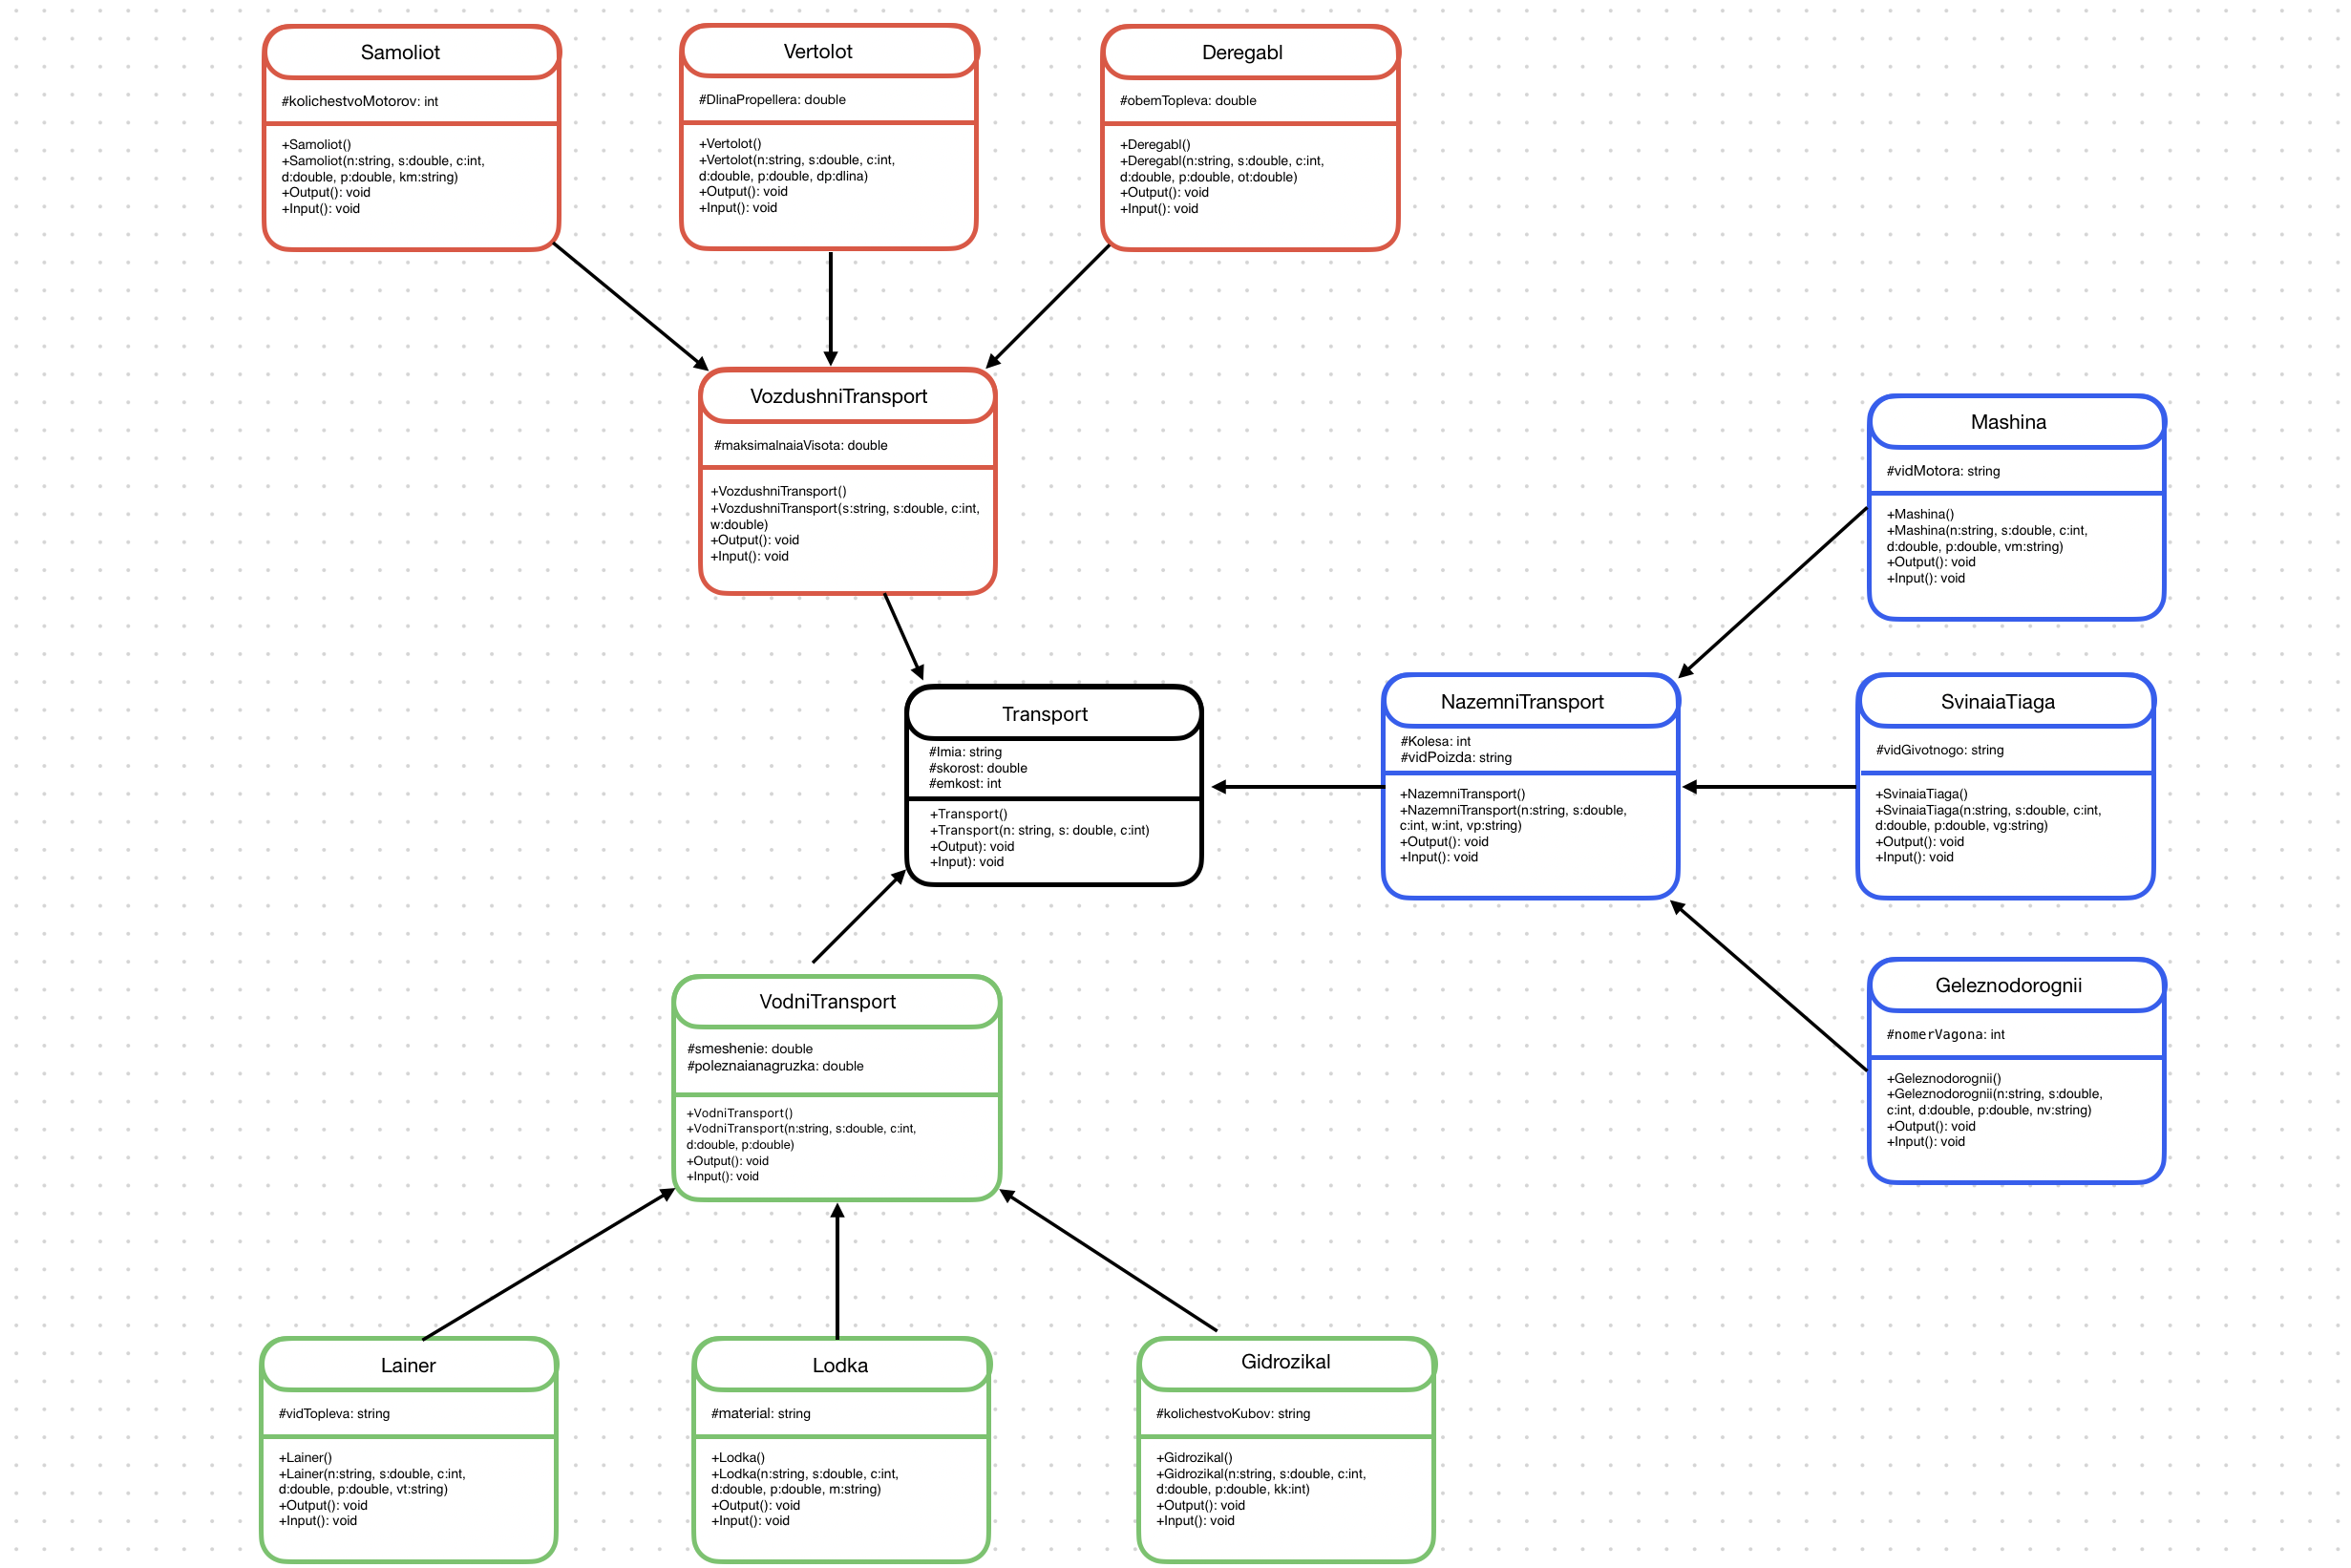 Samoliot
#kolichestvoMotorov: int
+Samoliot()
+Samoliot(n:string, s:double, c:int,
d:double, p:double, km:string)
+Output(): void
+Input(): void
Vertolot
#DlinaPropellera: double
+Vertolot()
+Vertolot(n:string, s:double, c:int,
d:double, p:double, dp:dlina)
+Output(): void
+Input(): void
Deregabl
#obemTopleva: double
+Deregabl()
+Deregabl(n:string, s:double, c:int,
d:double, p:double, ot:double)
+Output(): void
+Input(): void
VozdushniTransport
#maksimalnaiaVisota: double
+VozdushniTransport()
+VozdushniTransport(s:string, s:double, c:int,
w:double)
+Output(): void
+Input(): void
Mashina
#vidMotora: string
+Mashina()
+Mashina(n:string, s:double, c:int,
d:double, p:double, vm:string)
+Output(): void
+Input(): void
Transport
#Imia: string
#skorost: double
#emkost: int
+Transport()
+Transport(n: string, s: double, c:int)
+Output): void
+Input): void
NazemniTransport
#Kolesa: int
#vidPoizda: string
+NazemniTransport()
+NazemniTransport(n:string, s:double,
c:int, w:int, vp:string)
+Output(): void
+Input(): void
SvinaiaTiaga
#vidGivotnogo: string
+SvinaiaTiaga()
+SvinaiaTiaga(n:string, s:double, c:int,
d:double, p:double, vg:string)
+Output(): void
+Input(): void
VodniTransport
#smeshenie: double
#poleznaianagruzka: double
+VodniTransport()
+VodniTransport(n:string, s:double, c:int,
d:double, p:double)
+Output(): void
+Input(): void
Geleznodorognii
#nomerVagona: int
+Geleznodorognii()
+Geleznodorognii(n:string, s:double,
c:int, d:double, p:double, nv:string)
+Output(): void
+Input(): void
Lainer
#vidTopleva: string
+Lainer()
+Lainer(n:string, s:double, c:int,
d:double, p:double, vt:string)
+Output(): void
+Input(): void
Lodka
#material: string
+Lodka()
+Lodka(n:string, s:double, c:int,
d:double, p:double, m:string)
+Output(): void
+Input(): void
Gidrozikal
#kolichestvoKubov: string
+Gidrozikal()
+Gidrozikal(n:string, s:double, c:int,
d:double, p:double, kk:int)
+Output(): void
+Input(): void